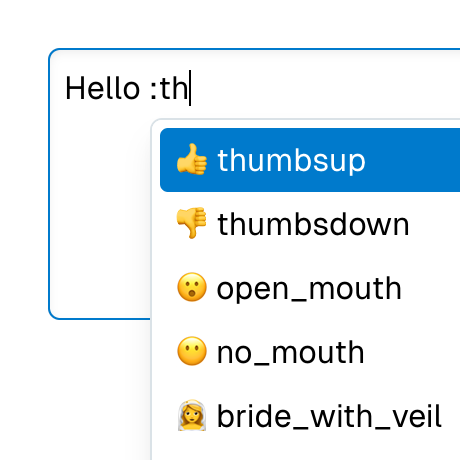 Hello :th
👍 thumbsup
👎 thumbsdown
😮 open_mouth
😶 no_mouth
👰‍♀️ bride_with_veil